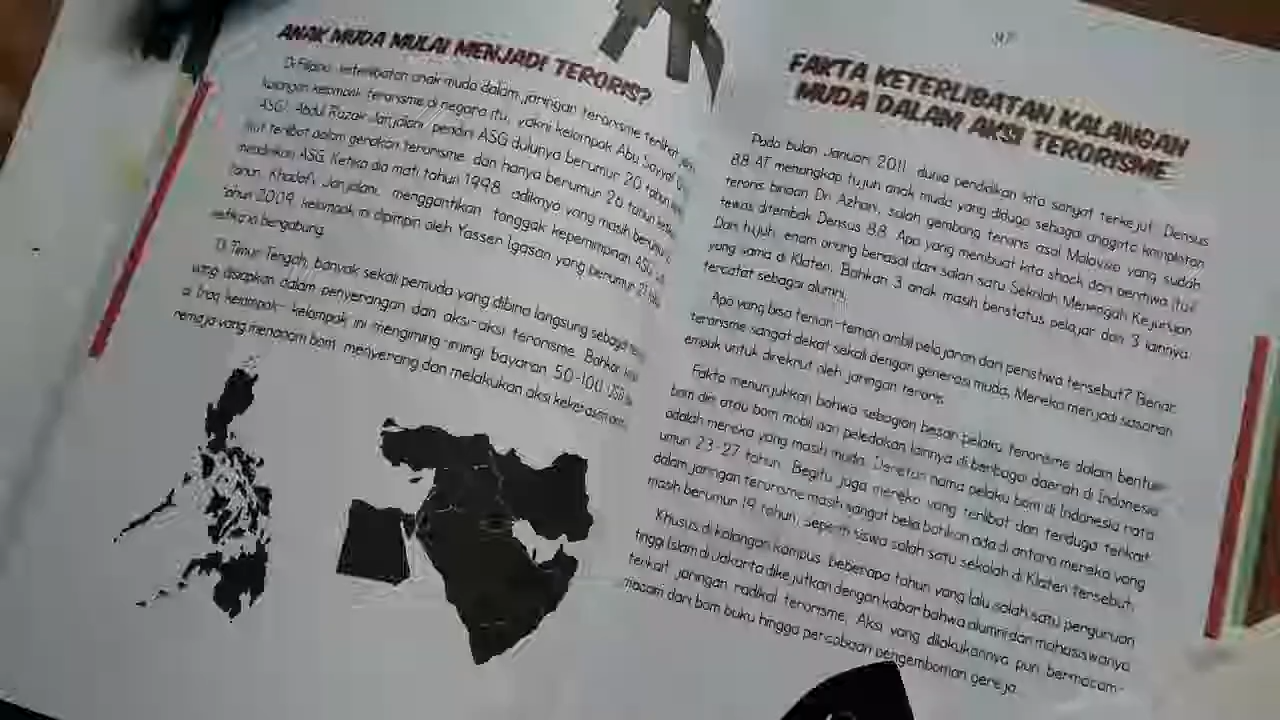 ANAK MUDA MULAI MENJADI TERORIS?
Di Filipina keterlibatan anak muda dalam jaringan terorisme terlihat
kalangan kelompok terorisme di negara itu, yakni kelompok Abu Sayyaf
ASG). Abdul Razak Janjalani pendiri ASG dulunya berumur 20 tahun
ikut terlibat dalam gerakan terorisme dan hanya berumur 26 tahun
mendirikan ASG. Ketika dia mati tahun 1998 adiknya yang masih berumur
tahun Khadafi Janjalani menggantikan tonggak kepemimpinan ASG
tahun 2009 kelompok ini dipimpin oleh Yassen Igasan yang berumur 21
ketika bergabung.
Di Timur Tengah, banyak sekali pemuda yang dibina langsung sebagai
yang disiapkan dalam penyerangan dan aksi-aksi terorisme. Bahkan
di Iraq kelompok- kelompok ini mengiming-imingi bayaran 50-100 USD
remaja yang menanam bom, menyerang dan melakukan aksi kekerasan
97
FAKTA KETERLIBATAN KALANGAN
MUDA DALAM AKSI TERORISME
Pada bulan Januari 2011, dunia pendidikan kita sangat terkejut. Densus
88 AT menangkap tujuh anak muda yang diduga sebagai anggota komplotan
teroris binaan Dr. Azhari, salah gembong teroris asal Malaysia yang sudah
tewas ditembak Densus 88. Apa yang membuat kita shock dari peritiwa itu?
Dari tujuh, enam orang berasal dari salah satu Sekolah Menengah Kejuruan
yang sama di Klaten. Bahkan 3 anak masih berstatus pelajar dan 3 lainnya
tercatat sebagai alumni.
Apa yang bisa teman-teman ambil pelajaran dari peristiwa tersebut? Benar,
terorisme sangat dekat sekali dengan generasi muda. Mereka menjadi sasaran
empuk untuk direkrut oleh jaringan teroris.
Fakta menunjukkan bahwa sebagian besar pelaku terorisme dalam bentuk
bom diri atau bom mobil dan peledakan lainnya di berbagai daerah di Indonesia
adalah mereka yang masih muda. Deretan nama pelaku bom di Indonesia rata
umur 23-27 tahun. Begitu juga mereka yang terlibat dan terduga terkait
dalam jaringan terorisme masih sangat belia bahkan ada di antara mereka yang
masih berumur 19 tahun, seperti siswa salah satu sekolah di Klaten tersebut.
Khusus di kalangan kampus, beberapa tahun yang lalu salah satu perguruan
tinggi Islam di Jakarta dikejutkan dengan kabar bahwa alumni dan mahasiswanya
terkait jaringan radikal terorisme. Aksi yang dilakukannya pun bermacam-
macam dari bom buku hingga percobaan pengemboman gereja.